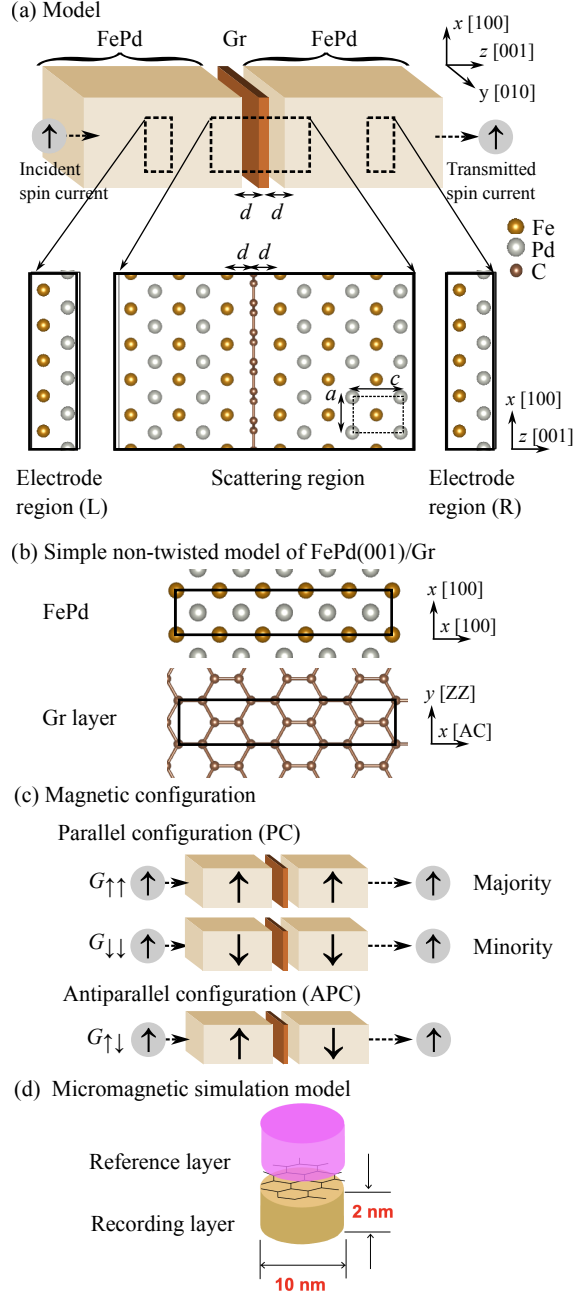 (a) Model
FePd Gr FePd
x [100]
z [001]
y [010]
Incident
spin current
Transmitted
spin current
d d
Fe
Pd
C
d d
a c
x [100]
z [001]
Electrode
region (L)
Scattering region
Electrode
region (R)
(b) Simple non-twisted model of FePd(001)/Gr
FePd
x [100]
x [100]
Gr layer
y [ZZ]
x [AC]
(c) Magnetic configuration
Parallel configuration (PC)
G↑↑ ↑ ↑ ↑ ↑ Majority
G↓↓ ↑ ↓ ↓ ↑ Minority
Antiparallel configuration (APC)
G↑↓ ↑ ↑ ↓ ↑
(d) Micromagnetic simulation model
Reference layer
Recording layer
2 nm
10 nm